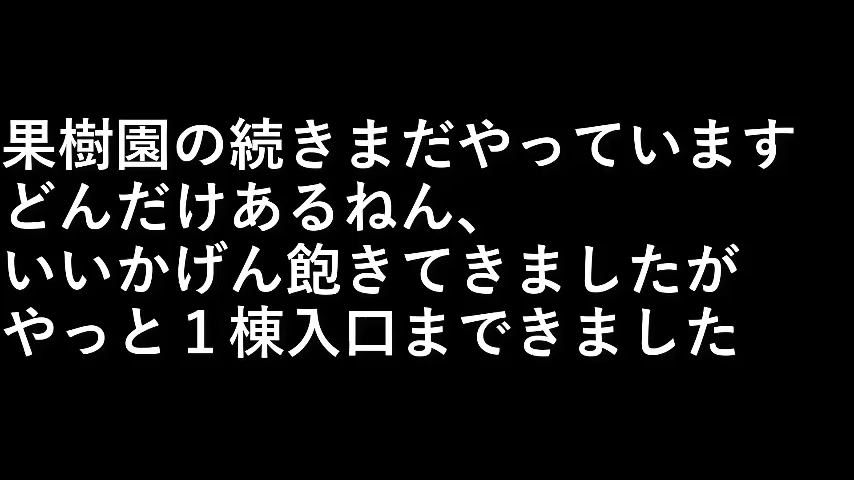 果樹園の続きまだやっています
どんだけあるねん、
いいかげん飽きてきましたが
やっと１棟入口まできました